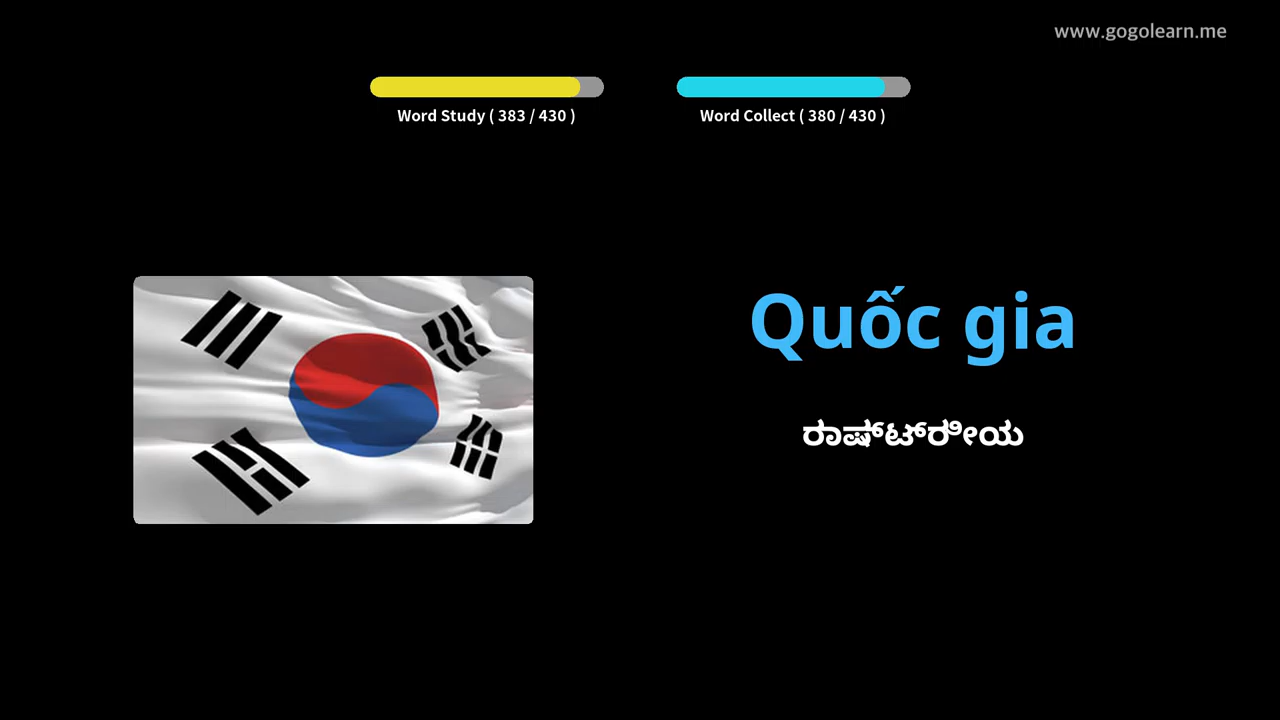 www.gogolearn.me
Word Study ( 383 / 430 )
Word Collect ( 380 / 430 )
Quốc gia
ರಾಷ್ಟ್ರೀಯ